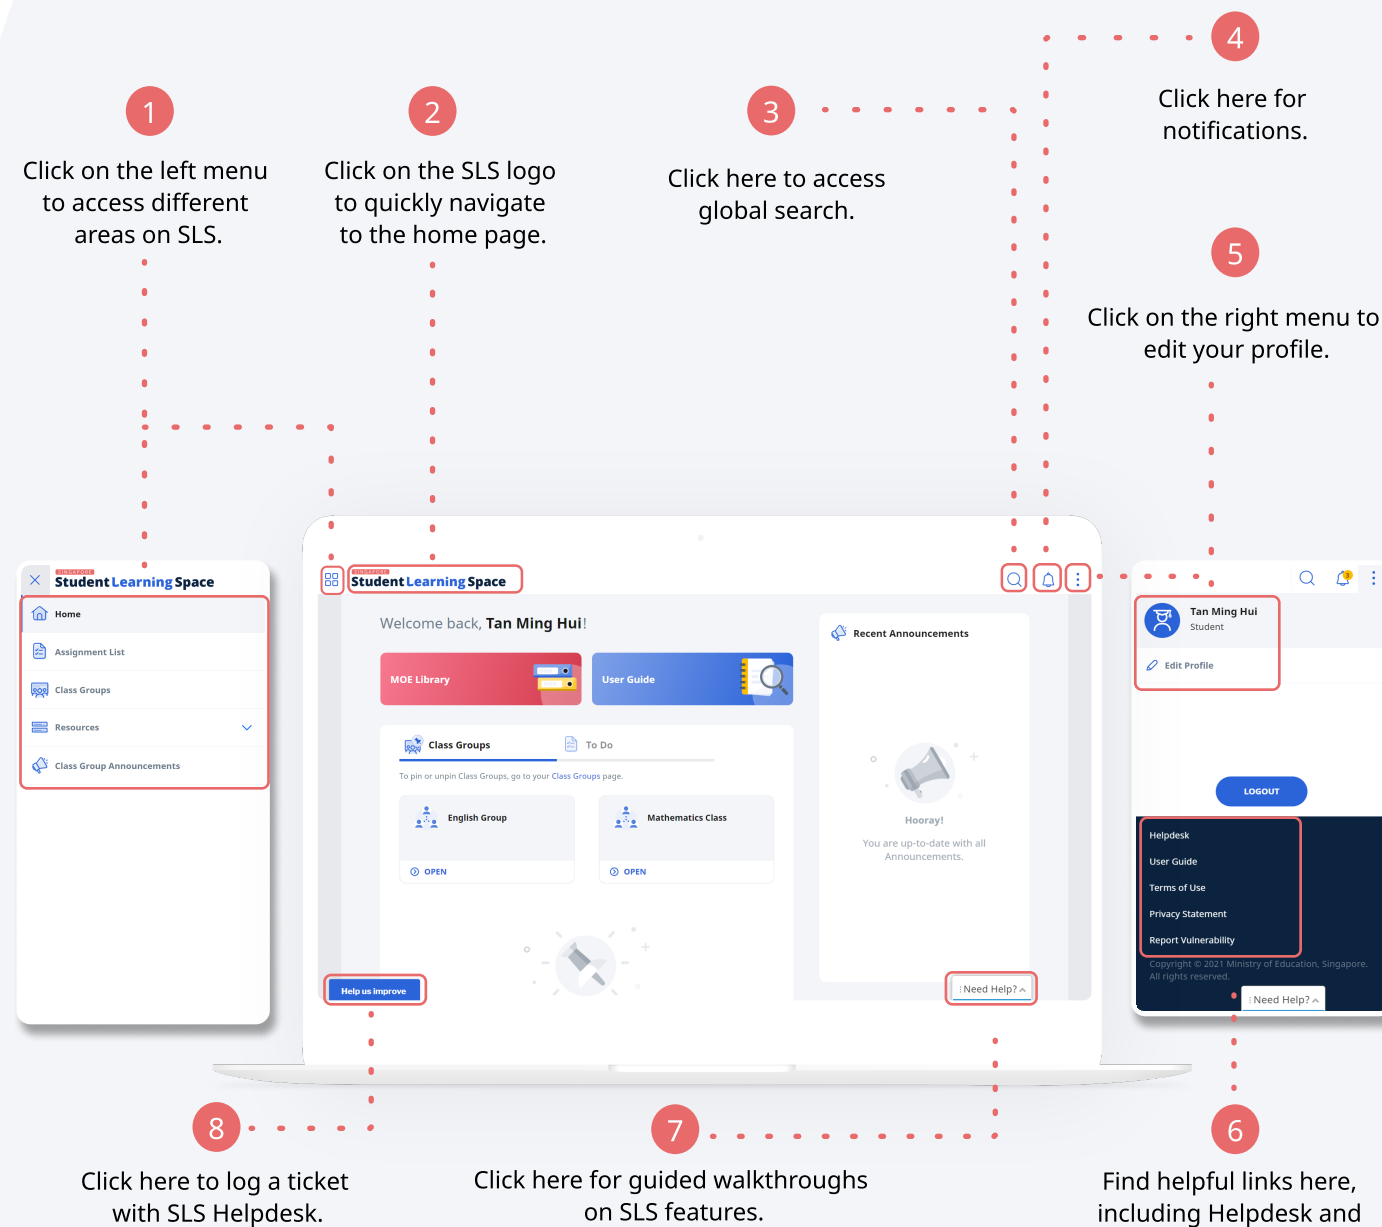 1
Click on the left menu
to access different
areas on SLS.
2
Click on the SLS logo
to quickly navigate
to the home page.
3
Click here to access
global search.
4
Click here for
notifications.
5
Click on the right menu to
edit your profile.
SINGAPORE
Student Learning Space
Home
Assignment List
Class Groups
Resources
Class Group Announcements
SINGAPORE
Student Learning Space
Welcome back, Tan Ming Hui!
MOE Library
User Guide
Class Groups
To Do
To pin or unpin Class Groups, go to your Class Groups page.
English Group
OPEN
Mathematics Class
OPEN
Recent Announcements
Hooray!
You are up-to-date with all
Announcements.
Help us improve
Need Help?
3
Tan Ming Hui
Student
Edit Profile
LOGOUT
Helpdesk
User Guide
Terms of Use
Privacy Statement
Report Vulnerability
Copyright © 2021 Ministry of Education, Singapore.
All rights reserved.
Need Help?
8
Click here to log a ticket
with SLS Helpdesk.
7
Click here for guided walkthroughs
on SLS features.
6
Find helpful links here,
including Helpdesk and